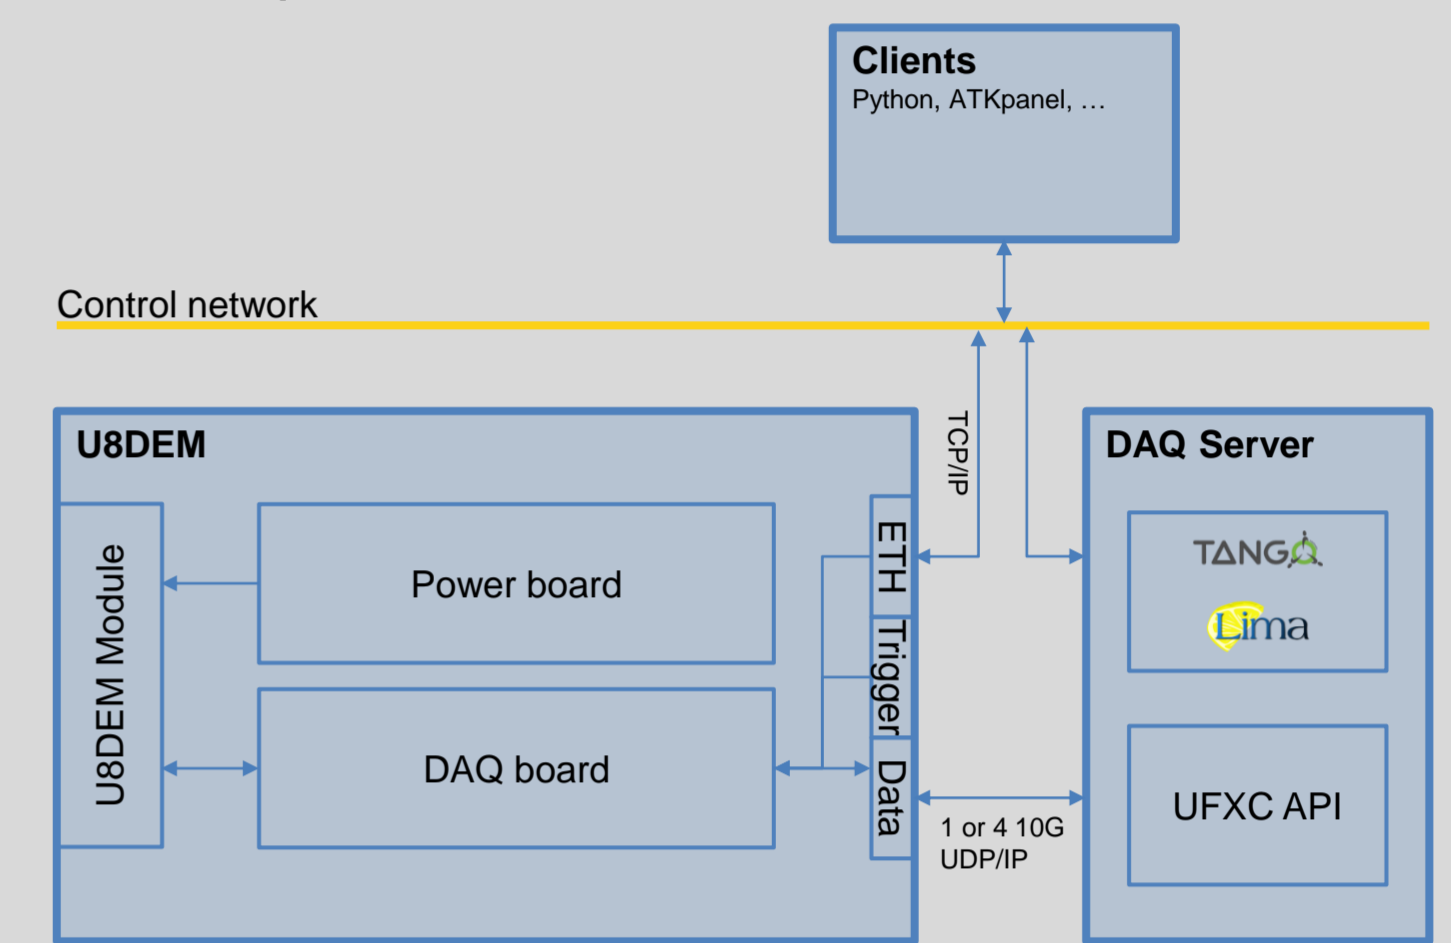 Clients
Python, ATKpanel, …
Control network
TCP/IP
U8DEM
DAQ Server
U8DEM Module
Power board
ETH
TANGO
Lima
Trigger
DAQ board
Data
UFXC API
1 or 4 10G
UDP/IP